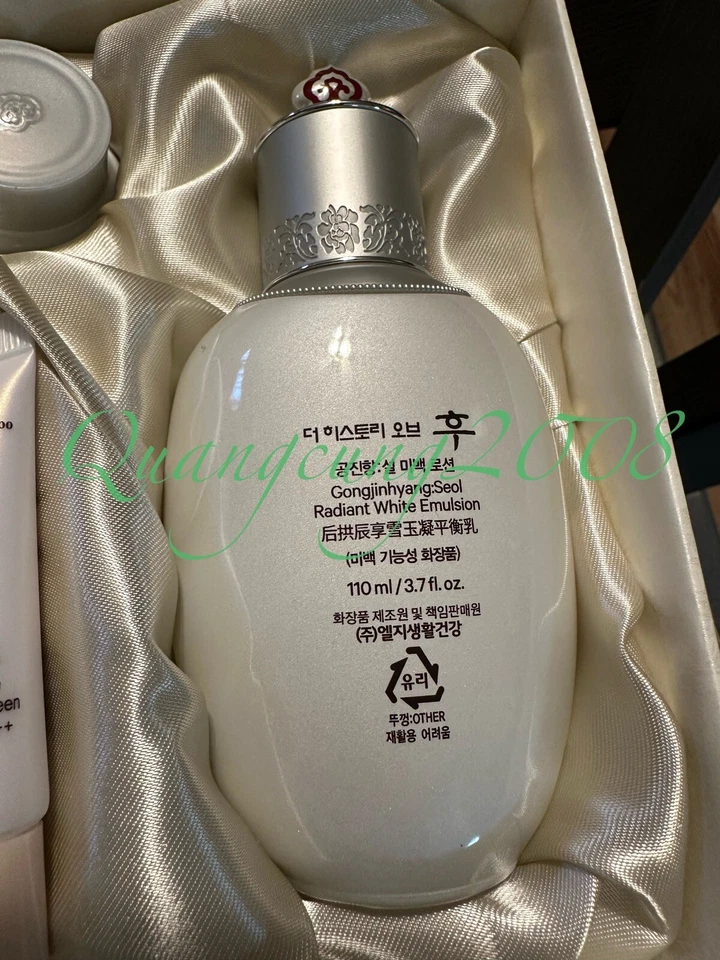 더 히스토리 오브 후
공진향:설 미백 로션
Gongjinhyang:Seol
Radiant White Emulsion
后拱辰享雪玉凝平衡乳
(미백 기능성 화장품)
110 ml / 3.7 fl. oz.
화장품 제조원 및 책임판매원
(주)엘지생활건강
유리
뚜껑:OTHER
재활용 어려움
Quangcung2008